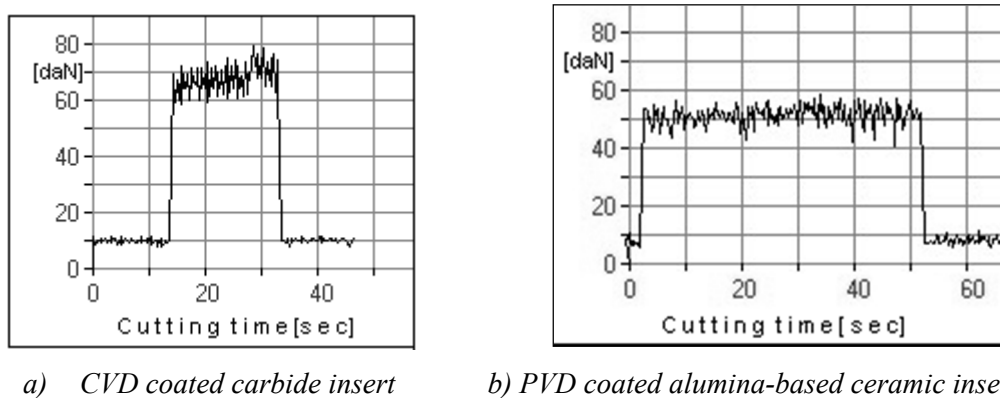 80
[daN]
60
40
20
0
0 20 40
Cutting time[sec]
80
[daN]
60
40
20
0
0 20 40 60
Cutting time[sec]
a) CVD coated carbide insert
b) PVD coated alumina-based ceramic inse